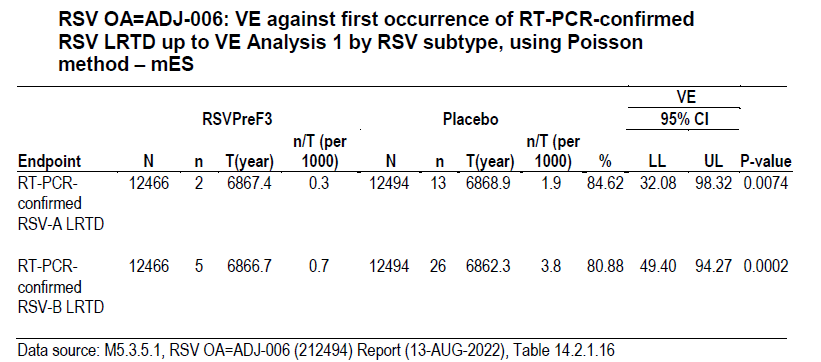 RSV OA=ADJ-006: VE against first occurrence of RT-PCR-confirmed
RSV LRTD up to VE Analysis 1 by RSV subtype, using Poisson
method – mES
VE
RSVPreF3 Placebo 95% CI
n/T (per n/T (per
Endpoint N n T(year) 1000) N n T(year) 1000) % LL UL P-value
RT-PCR- 12466 2 6867.4 0.3 12494 13 6868.9 1.9 84.62 32.08 98.32 0.0074
confirmed
RSV-A LRTD
RT-PCR- 12466 5 6866.7 0.7 12494 26 6862.3 3.8 80.88 49.40 94.27 0.0002
confirmed
RSV-B LRTD
Data source: M5.3.5.1, RSV OA=ADJ-006 (212494) Report (13-AUG-2022), Table 14.2.1.16